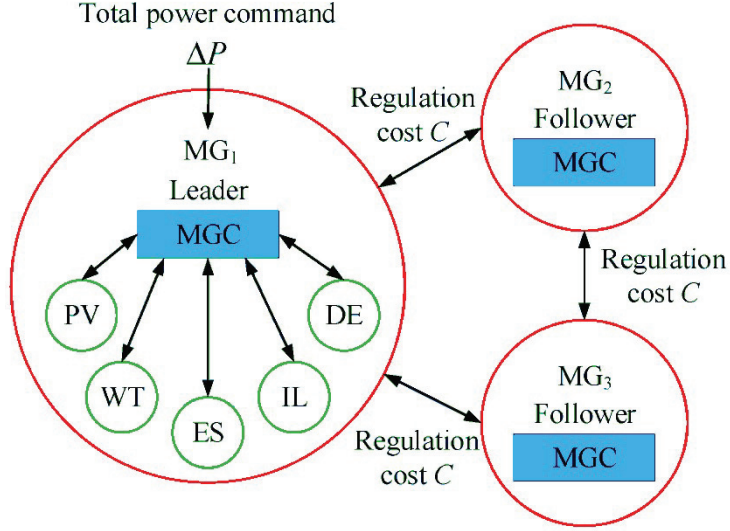 Total power command
ΔP
MG₁
Leader
MGC
PV
WT
ES
IL
DE
Regulation
cost C
MG₂
Follower
MGC
Regulation
cost C
Regulation
cost C
MG₃
Follower
MGC